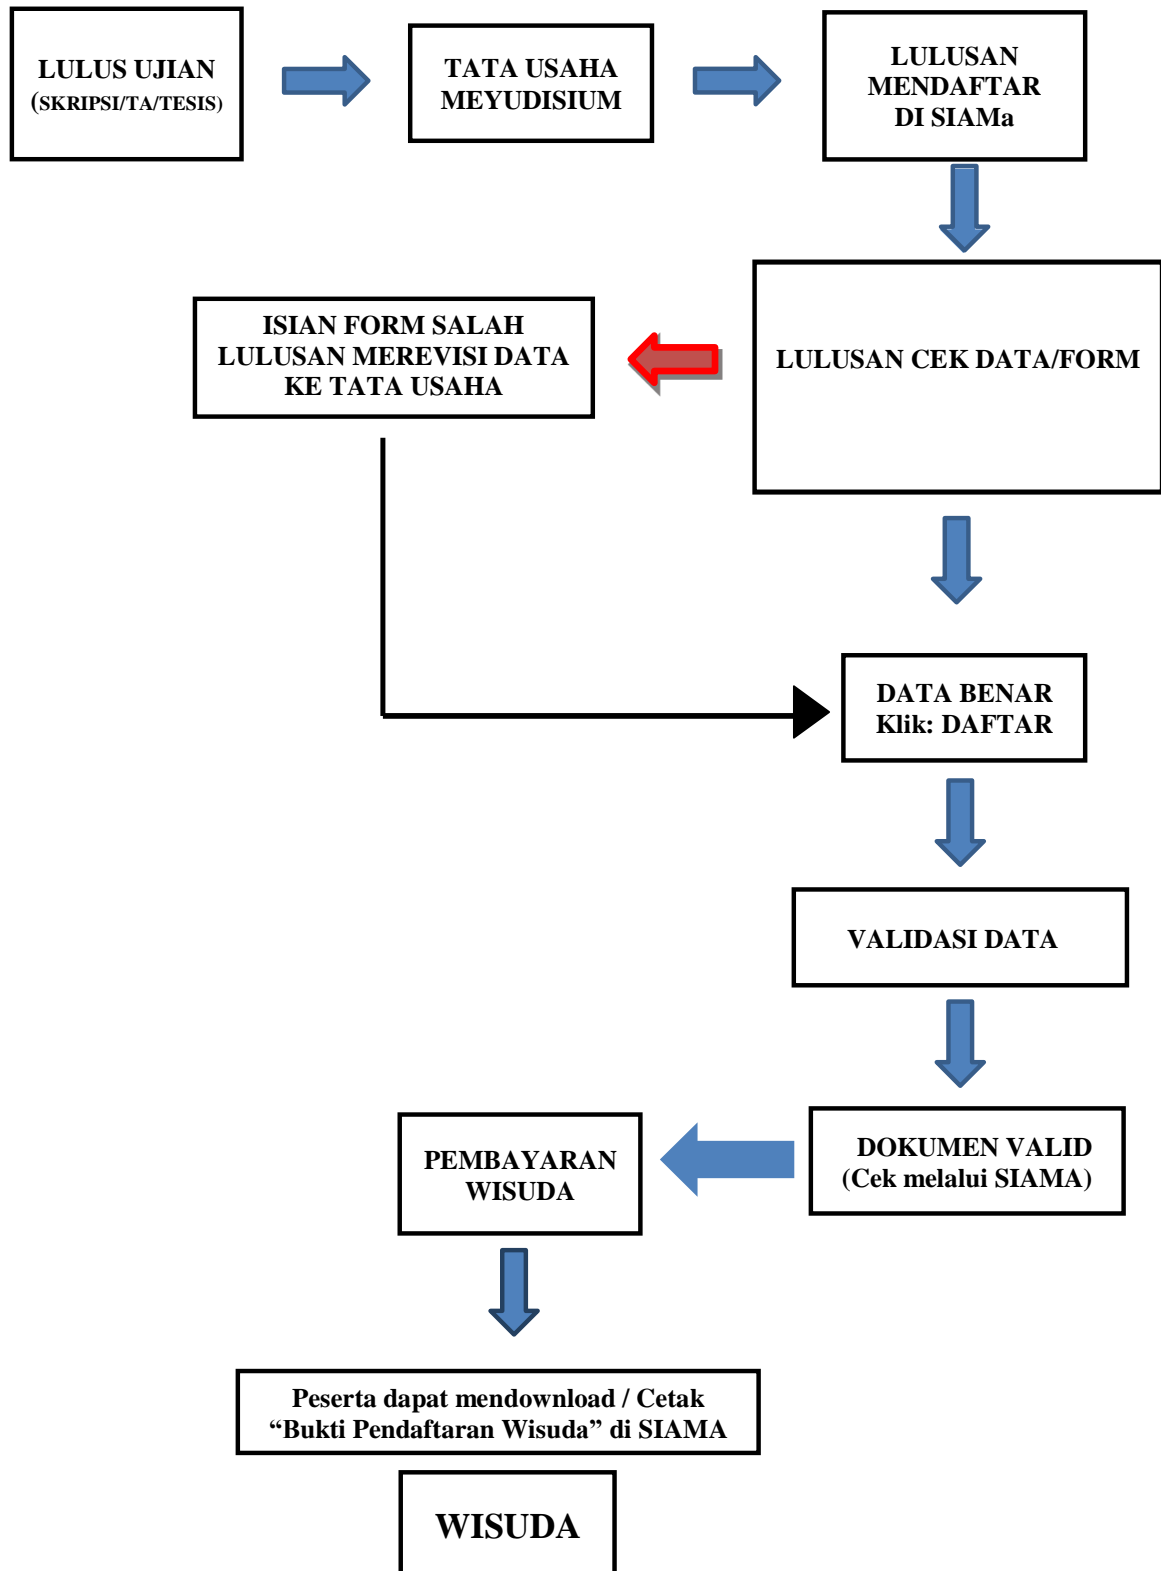 LULUS UJIAN
(SKRIPSI/TA/TESIS)
TATA USAHA
MEYUDISIUM
LULUSAN
MENDAFTAR
DI SIAMa
ISIAN FORM SALAH
LULUSAN MEREVISI DATA
KE TATA USAHA
LULUSAN CEK DATA/FORM
DATA BENAR
Klik: DAFTAR
VALIDASI DATA
DOKUMEN VALID
(Cek melalui SIAMA)
PEMBAYARAN
WISUDA
Peserta dapat mendownload / Cetak
“Bukti Pendaftaran Wisuda” di SIAMA
WISUDA